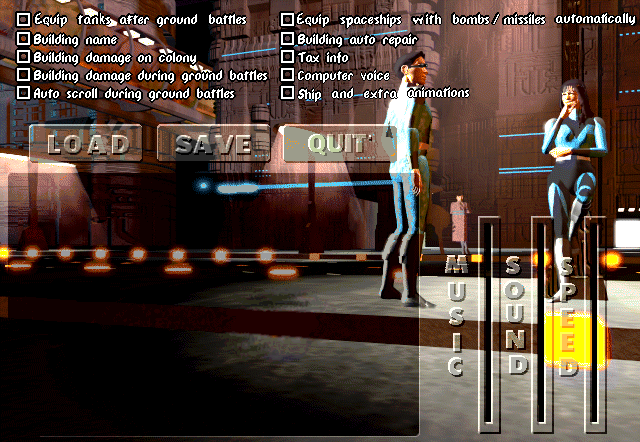 Equip tanks after ground battles
Building name
Building damage on colony
Building damage during ground battles
Auto scroll during ground battles
Equip spaceships with bombs / missiles automatically
Building auto repair
Tax info
Computer voice
Ship and extra animations
LOAD
SAVE
QUIT
MUSIC
SOUND
SPEED